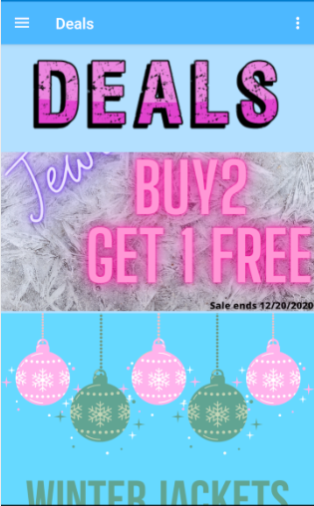 Deals
DEALS
BUY2
GET 1 FREE
Sale ends 12/20/2020
WINTER JACKETS